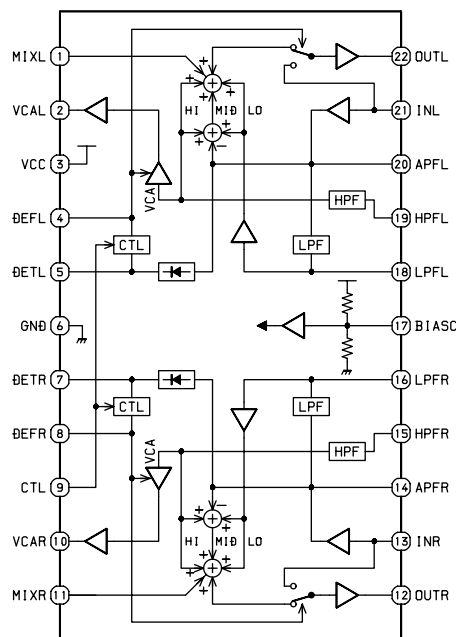 MIXL 1
22 OUTL
VCAL 2
HI MID LO
21 INL
VCC 3
20 APFL
VCA
HPF
DEFL 4
19 HPFL
CTL
LPF
DETL 5
18 LPFL
GND 6
17 BIASC
DETR 7
16 LPFR
CTL
LPF
DEFR 8
15 HPFR
VCA
HPF
CTL 9
14 APFR
VCAR 10
HI MID LO
13 INR
MIXR 11
12 OUTR